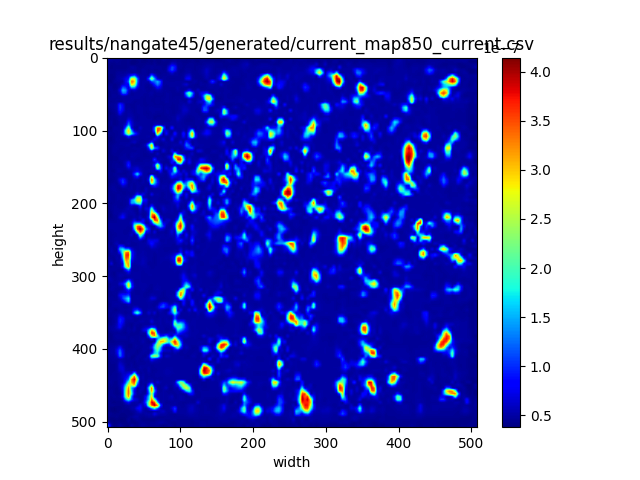 results/nangate45/generated/current_map850_current.csv
1e−7
0
100
200
300
400
500
height
0 100 200 300 400 500
width
4.0
3.5
3.0
2.5
2.0
1.5
1.0
0.5